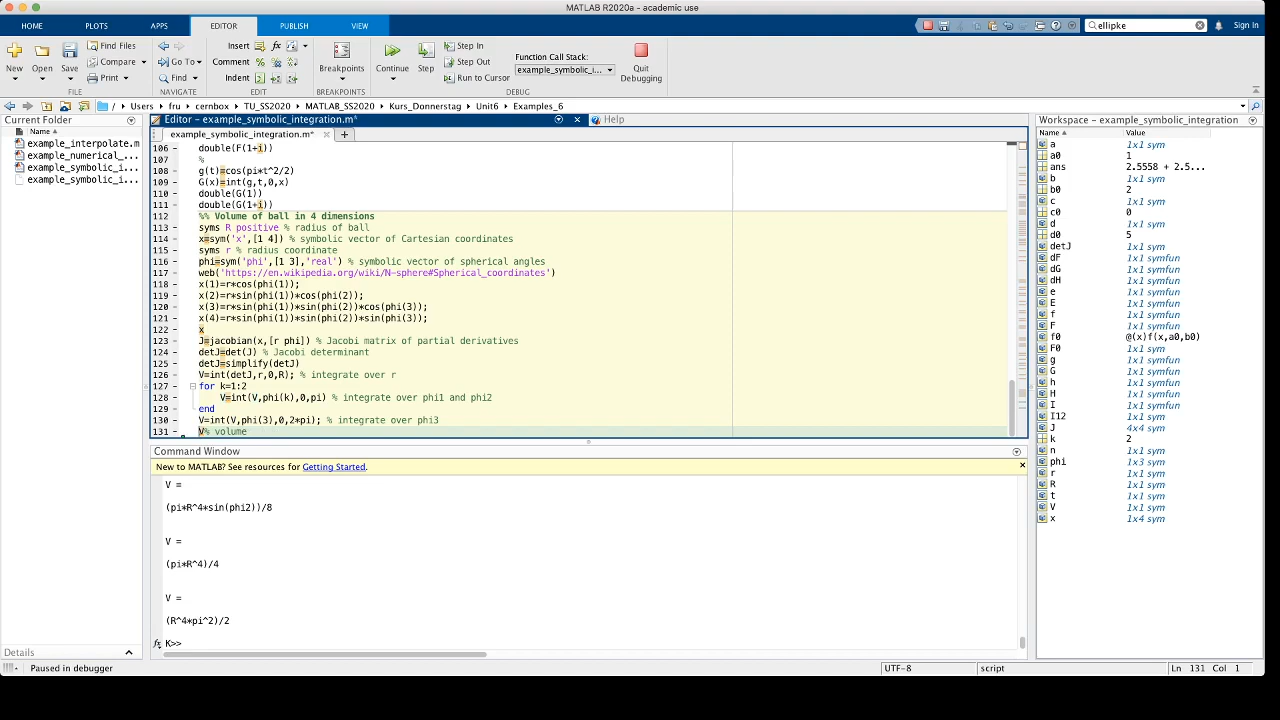 MATLAB R2020a - academic use
HOME PLOTS APPS EDITOR PUBLISH VIEW
ellipke Sign In
New Open Save Find Files Compare Print
Go To Find
Insert Comment Indent
Breakpoints Continue Step Step In Step Out Run to Cursor
Function Call Stack:
example_symbolic_i...
Quit Debugging
FILE NAVIGATE EDIT BREAKPOINTS DEBUG
/ Users fru cernbox TU_SS2020 MATLAB_SS2020 Kurs_Donnerstag Unit6 Examples_6
Current Folder
Name
example_interpolate.m
example_numerical_...
example_symbolic_i...
example_symbolic_i...
Details
Editor - example_symbolic_integration.m*
Help
example_symbolic_integration.m*
106 double(F(1+i))
107 %
108 g(t)=cos(pi*t^2/2)
109 G(x)=int(g,t,0,x)
110 double(G(1))
111 double(G(1+i))
112 %% Volume of ball in 4 dimensions
113 syms R positive % radius of ball
114 x=sym('x',[1 4]) % symbolic vector of Cartesian coordinates
115 syms r % radius coordinate
116 phi=sym('phi',[1 3],'real') % symbolic vector of spherical angles
117 web('https://en.wikipedia.org/wiki/N-sphere#Spherical_coordinates')
118 x(1)=r*cos(phi(1));
119 x(2)=r*sin(phi(1))*cos(phi(2));
120 x(3)=r*sin(phi(1))*sin(phi(2))*cos(phi(3));
121 x(4)=r*sin(phi(1))*sin(phi(2))*sin(phi(3));
122 x
123 J=jacobian(x,[r phi]) % Jacobi matrix of partial derivatives
124 detJ=det(J) % Jacobi determinant
125 detJ=simplify(detJ)
126 V=int(detJ,r,0,R); % integrate over r
127 for k=1:2
128 V=int(V,phi(k),0,pi) % integrate over phi1 and phi2
129 end
130 V=int(V,phi(3),0,2*pi); % integrate over phi3
131 V% volume
Command Window
New to MATLAB? See resources for Getting Started.
V =
(pi*R^4*sin(phi2))/8
V =
(pi*R^4)/4
V =
(R^4*pi^2)/2
fx K>>
Workspace - example_symbolic_integration
Name Value
a 1x1 sym
a0 1
ans 2.5558 + 2.5...
b 1x1 sym
b0 2
c 1x1 sym
c0 0
d 1x1 sym
d0 5
detJ 1x1 sym
dF 1x1 symfun
dG 1x1 symfun
dH 1x1 symfun
e 1x1 sym
E 1x1 symfun
f 1x1 symfun
F 1x1 symfun
f0 @(x)f(x,a0,b0)
F0 1x1 sym
g 1x1 symfun
G 1x1 symfun
h 1x1 symfun
H 1x1 symfun
I 1x1 symfun
I12 1x1 sym
J 4x4 sym
k 2
n 1x1 sym
phi 1x3 sym
r 1x1 sym
R 1x1 sym
t 1x1 sym
V 1x1 sym
x 1x4 sym
Paused in debugger
UTF-8 script Ln 131 Col 1